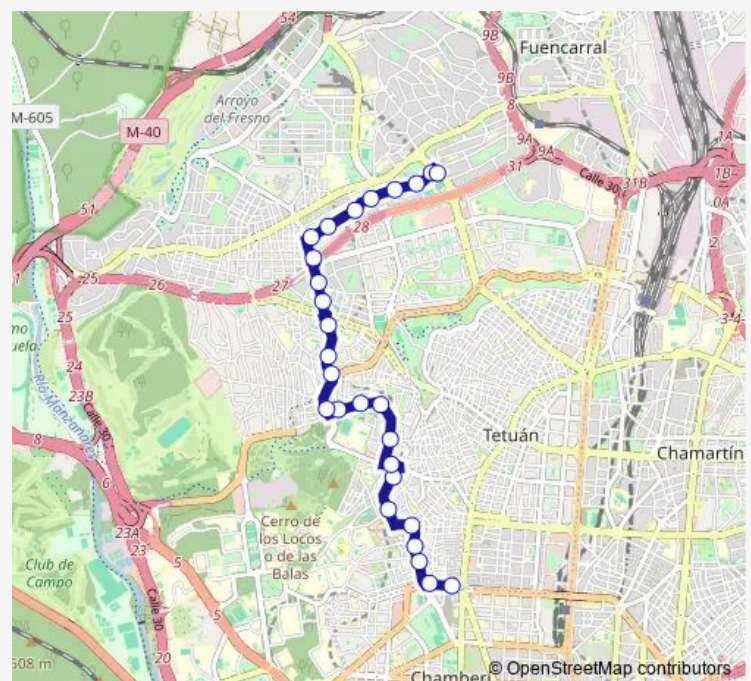 54
9B
Fuencarral
9B
8
M-605
Arroyo
del Fresno
M-40
9A
9A
1A
31
Calle 30
31B
1B
0A
51
28
2
25
26
27
25
3-4
24
Río Manzanares
23B
Calle 30
8
Tetuán
Chamartín
6
23A
23
Cerro de
los Locos
o de las
Balas
5
Club de
Campo
5
Calle 30
20
608 m
Chamberí
© OpenStreetMap contributors